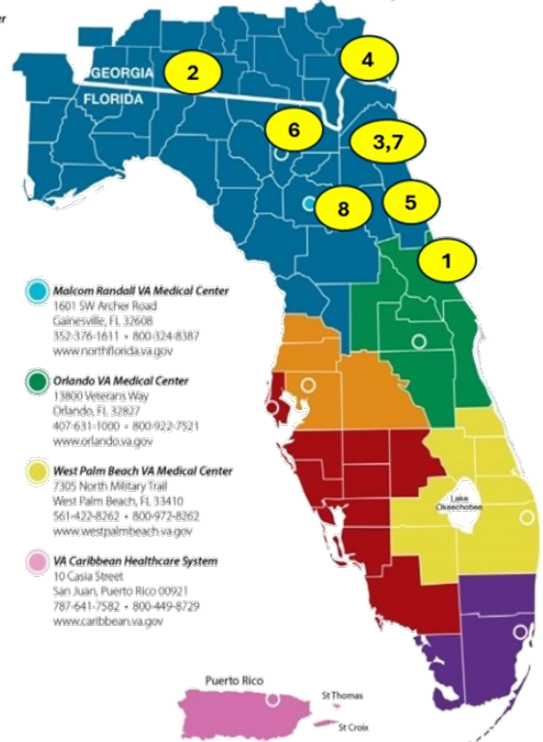 er
GEORGIA
FLORIDA
2
4
6
3,7
8
5
1
Malcom Randall VA Medical Center
1601 SW Archer Road
Gainesville, FL 32608
352-376-1611 • 800-324-8387
www.northflorida.va.gov
Orlando VA Medical Center
13800 Veterans Way
Orlando, FL 32827
407-631-1000 • 800-922-7521
www.orlando.va.gov
West Palm Beach VA Medical Center
7305 North Military Trail
West Palm Beach, FL 33410
561-422-8262 • 800-972-8262
www.westpalmbeach.va.gov
VA Caribbean Healthcare System
10 Casia Street
San Juan, Puerto Rico 00921
787-641-7582 • 800-449-8729
www.caribbean.va.gov
Lake
Okeechobee
Puerto Rico
St Thomas
St Croix